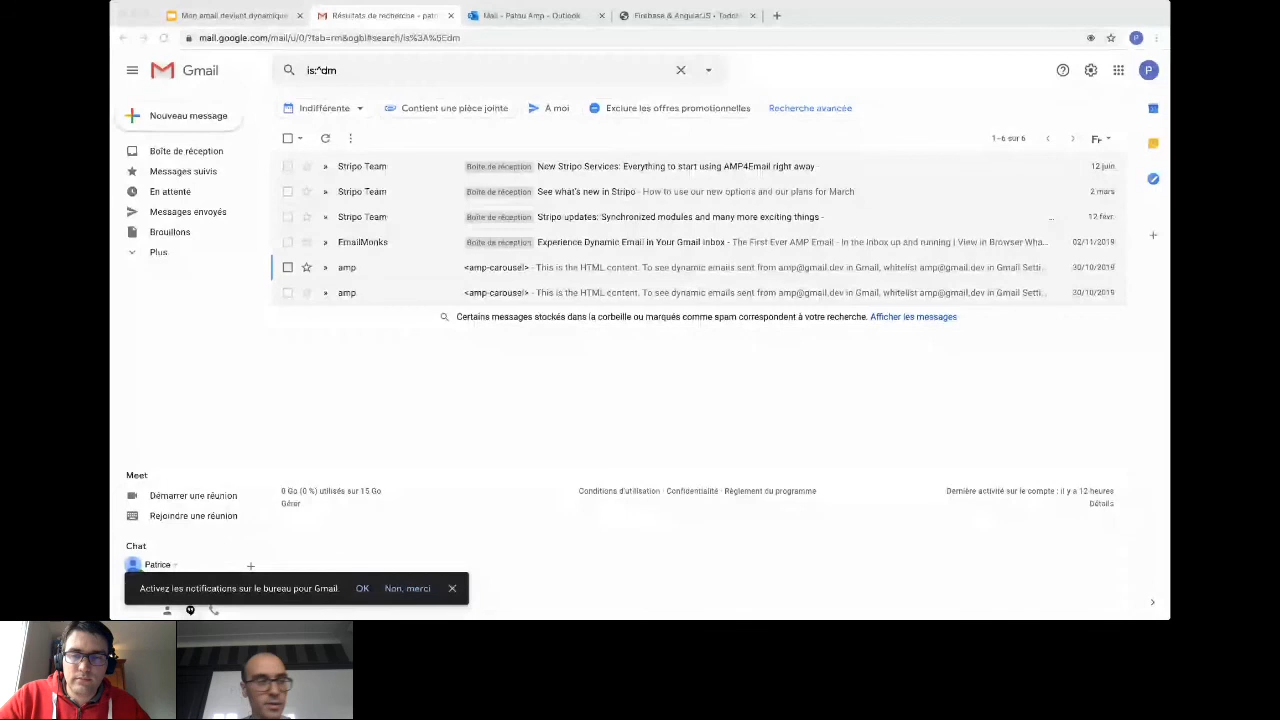 Mon email devient dynamique
Résultats de recherche - patou
Mail - Patou Amp - Outlook
Firebase & AngularJS - TodoM
mail.google.com/mail/u/0/?tab=rm&ogbl#search/is%3A%5Edm
P
Gmail
is:^dm
P
Nouveau message
Indifférente
Contient une pièce jointe
À moi
Exclure les offres promotionnelles
Recherche avancée
1–6 sur 6
Boîte de réception
Messages suivis
En attente
Messages envoyés
Brouillons
Plus
Stripo Team Boîte de réception New Stripo Services: Everything to start using AMP4Email right away - 12 juin
Stripo Team Boîte de réception See what's new in Stripo - How to use our new options and our plans for March 2 mars
Stripo Team Boîte de réception Stripo updates: Synchronized modules and many more exciting things - ... 12 févr.
EmailMonks Boîte de réception Experience Dynamic Email in Your Gmail Inbox - The First Ever AMP Email - In the Inbox up and running | View in Browser Wha... 02/11/2019
amp <amp-carousel> - This is the HTML content. To see dynamic emails sent from amp@gmail.dev in Gmail, whitelist amp@gmail.dev in Gmail Setti... 30/10/2019
amp <amp-carousel> - This is the HTML content. To see dynamic emails sent from amp@gmail.dev in Gmail, whitelist amp@gmail.dev in Gmail Setti... 30/10/2019
Certains messages stockés dans la corbeille ou marqués comme spam correspondent à votre recherche. Afficher les messages
Meet
Démarrer une réunion
Rejoindre une réunion
0 Go (0 %) utilisés sur 15 Go
Gérer
Conditions d'utilisation · Confidentialité · Règlement du programme
Dernière activité sur le compte : il y a 12 heures
Détails
Chat
Patrice
Activez les notifications sur le bureau pour Gmail. OK Non, merci